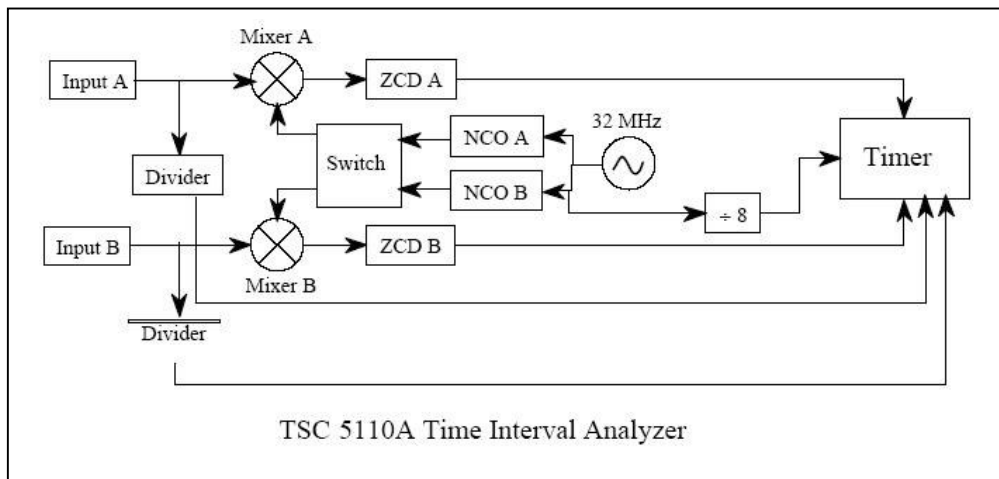 Mixer A
Input A
ZCD A
32 MHz
NCO A
Switch
Timer
Divider
NCO B
÷ 8
Input B
ZCD B
Mixer B
Divider
TSC 5110A Time Interval Analyzer